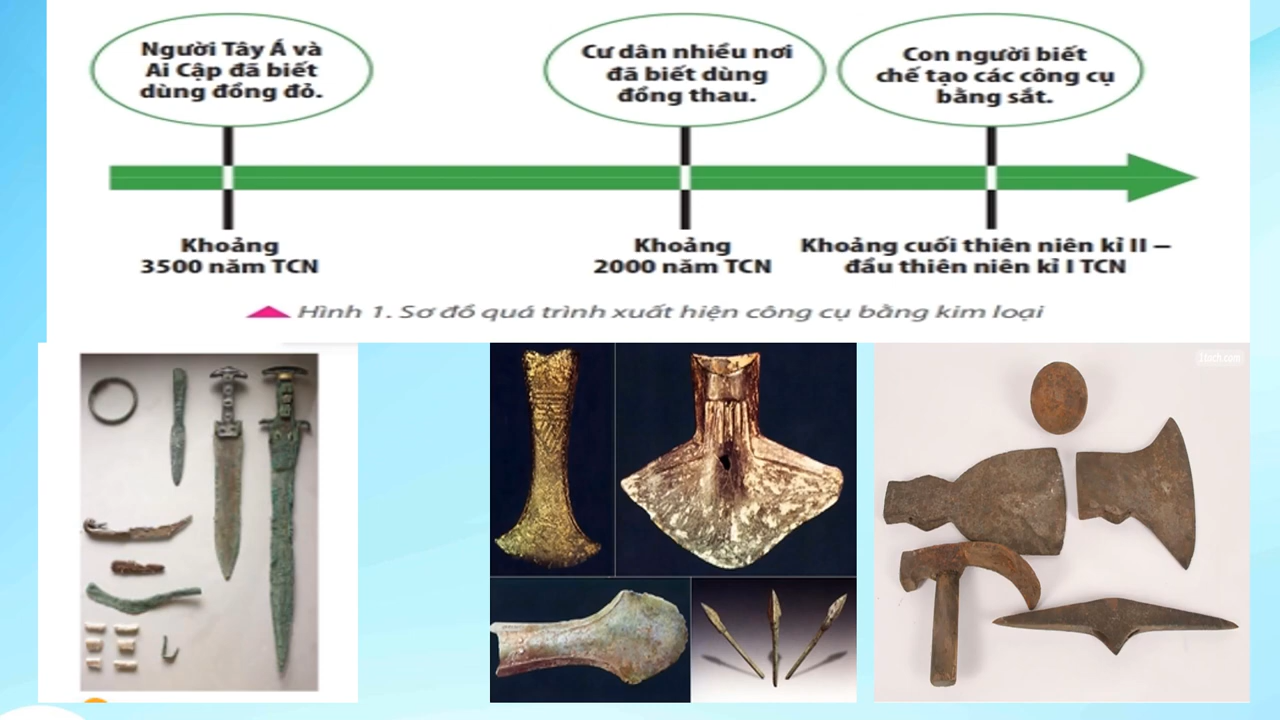 Người Tây Á và
Ai Cập đã biết
dùng đồng đỏ.
Cư dân nhiều nơi
đã biết dùng
đồng thau.
Con người biết
chế tạo các công cụ
bằng sắt.
Khoảng
3500 năm TCN
Khoảng
2000 năm TCN
Khoảng cuối thiên niên kỉ II –
đầu thiên niên kỉ I TCN
Hình 1. Sơ đồ quá trình xuất hiện công cụ bằng kim loại